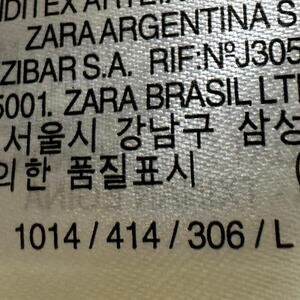 ZARA ARGENTINA S
ZIBAR S.A. RIF:NºJ305
5001. ZARA BRASIL LT
서울시 강남구 삼성
의한 품질표시
1014 / 414 / 306 / L